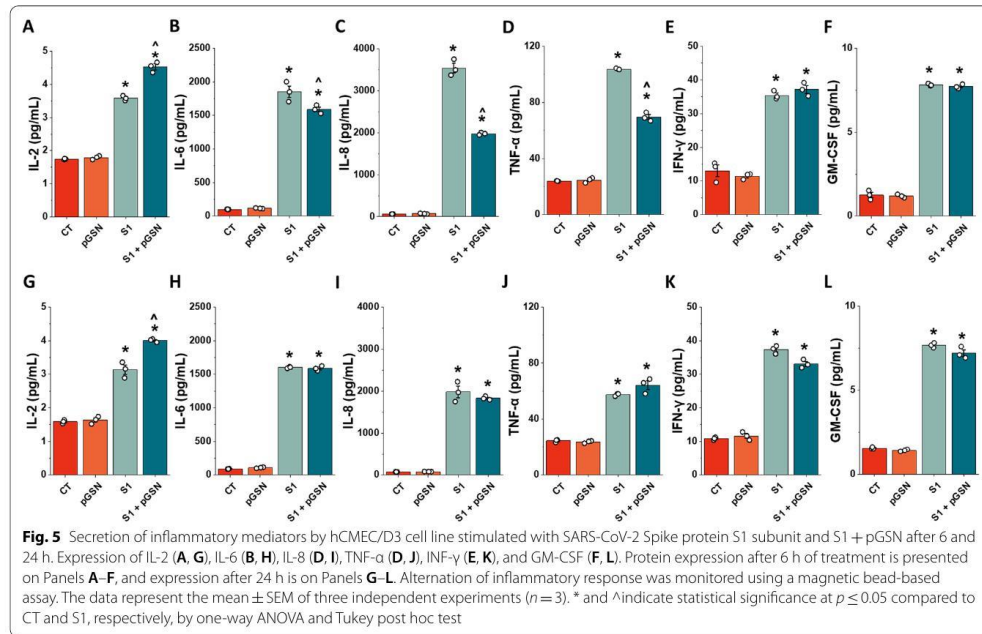 A
B
C
D
E
F
IL-2 (pg/mL)
5
4
3
2
1
0
^
*
*
CT
pGSN
S1
S1 + pGSN
IL-6 (pg/mL)
2500
2000
1500
1000
500
0
*
^
*
CT
pGSN
S1
S1 + pGSN
IL-8 (pg/mL)
4000
3000
2000
1000
0
*
^
*
CT
pGSN
S1
S1 + pGSN
TNF-α (pg/mL)
120
80
40
0
*
^
*
CT
pGSN
S1
S1 + pGSN
IFN-γ (pg/mL)
50
40
30
20
10
0
*
*
CT
pGSN
S1
S1 + pGSN
GM-CSF (pg/mL)
10
5
0
*
*
CT
pGSN
S1
S1 + pGSN
G
H
I
J
K
L
IL-2 (pg/mL)
5
4
3
2
1
0
*
^
*
CT
pGSN
S1
S1 + pGSN
IL-6 (pg/mL)
2500
2000
1500
1000
500
0
*
*
CT
pGSN
S1
S1 + pGSN
IL-8 (pg/mL)
4000
3000
2000
1000
0
*
*
CT
pGSN
S1
S1 + pGSN
TNF-α (pg/mL)
120
80
40
0
*
*
CT
pGSN
S1
S1 + pGSN
IFN-γ (pg/mL)
50
40
30
20
10
0
*
*
CT
pGSN
S1
S1 + pGSN
GM-CSF (pg/mL)
10
5
0
*
*
CT
pGSN
S1
S1 + pGSN
Fig. 5 Secretion of inflammatory mediators by hCMEC/D3 cell line stimulated with SARS-CoV-2 Spike protein S1 subunit and S1 + pGSN after 6 and
24 h. Expression of IL-2 (A, G), IL-6 (B, H), IL-8 (D, I), TNF-α (D, J), INF-γ (E, K), and GM-CSF (F, L). Protein expression after 6 h of treatment is presented
on Panels A–F, and expression after 24 h is on Panels G–L. Alternation of inflammatory response was monitored using a magnetic bead-based
assay. The data represent the mean ± SEM of three independent experiments (n = 3). * and ^indicate statistical significance at p ≤ 0.05 compared to
CT and S1, respectively, by one-way ANOVA and Tukey post hoc test